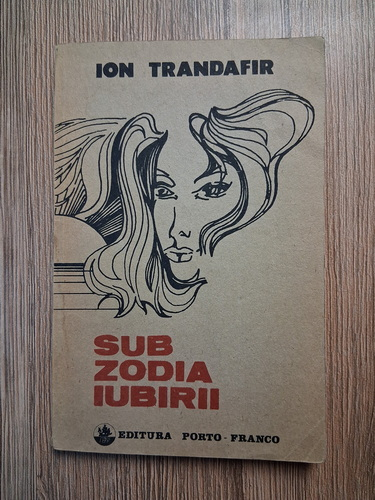 ION TRANDAFIR
SUB
ZODIA
IUBIRII
EDITURA PORTO-FRANCO